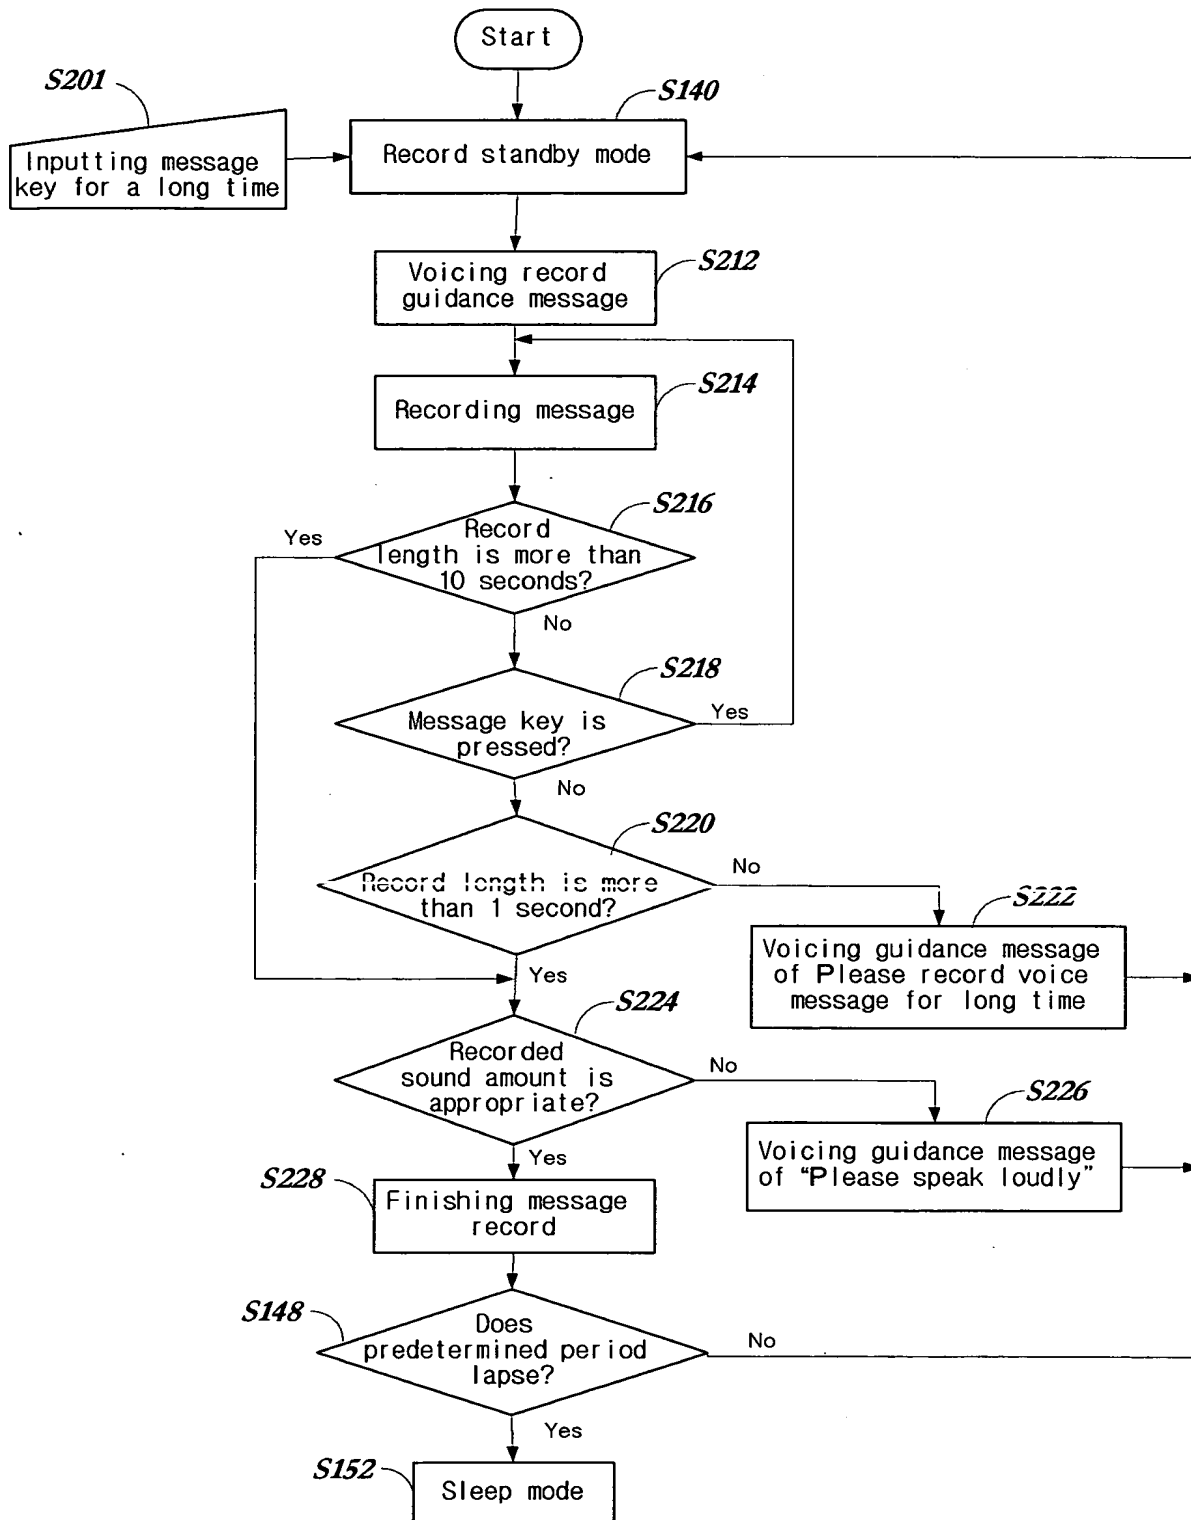 Start
S201
S140
Inputting message
key for a long time
Record standby mode
S212
Voicing record
guidance message
S214
Recording message
S216
Yes
Record
length is more than
10 seconds?
No
S218
Message key is
pressed?
Yes
No
S220
Record length is more
than 1 second?
No
S222
Voicing guidance message
of Please record voice
message for long time
Yes
S224
Recorded
sound amount is
appropriate?
No
S226
Voicing guidance message
of “Please speak loudly”
Yes
S228
Finishing message
record
S148
Does
predetermined period
lapse?
No
Yes
S152
Sleep mode